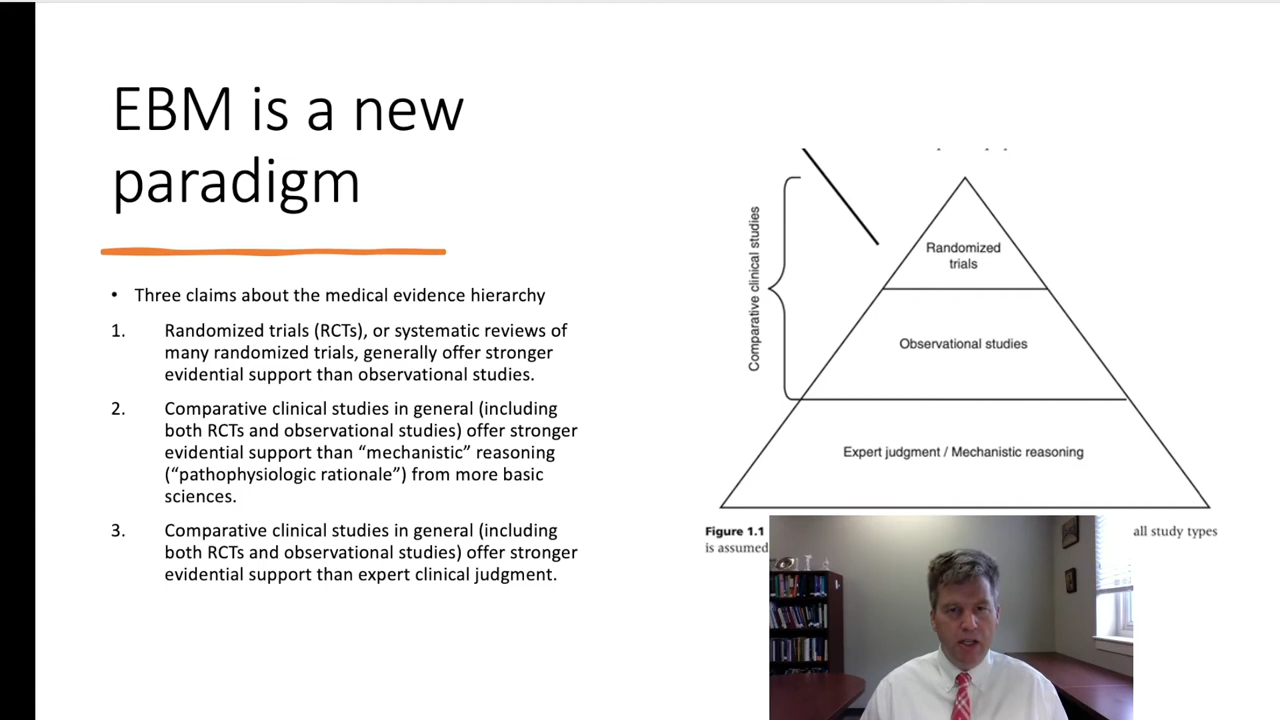 EBM is a new
paradigm
• Three claims about the medical evidence hierarchy
1. Randomized trials (RCTs), or systematic reviews of
many randomized trials, generally offer stronger
evidential support than observational studies.
2. Comparative clinical studies in general (including
both RCTs and observational studies) offer stronger
evidential support than “mechanistic” reasoning
(“pathophysiologic rationale”) from more basic
sciences.
3. Comparative clinical studies in general (including
both RCTs and observational studies) offer stronger
evidential support than expert clinical judgment.
Comparative clinical studies
Randomized
trials
Observational studies
Expert judgment / Mechanistic reasoning
Figure 1.1 all study types
is assumed